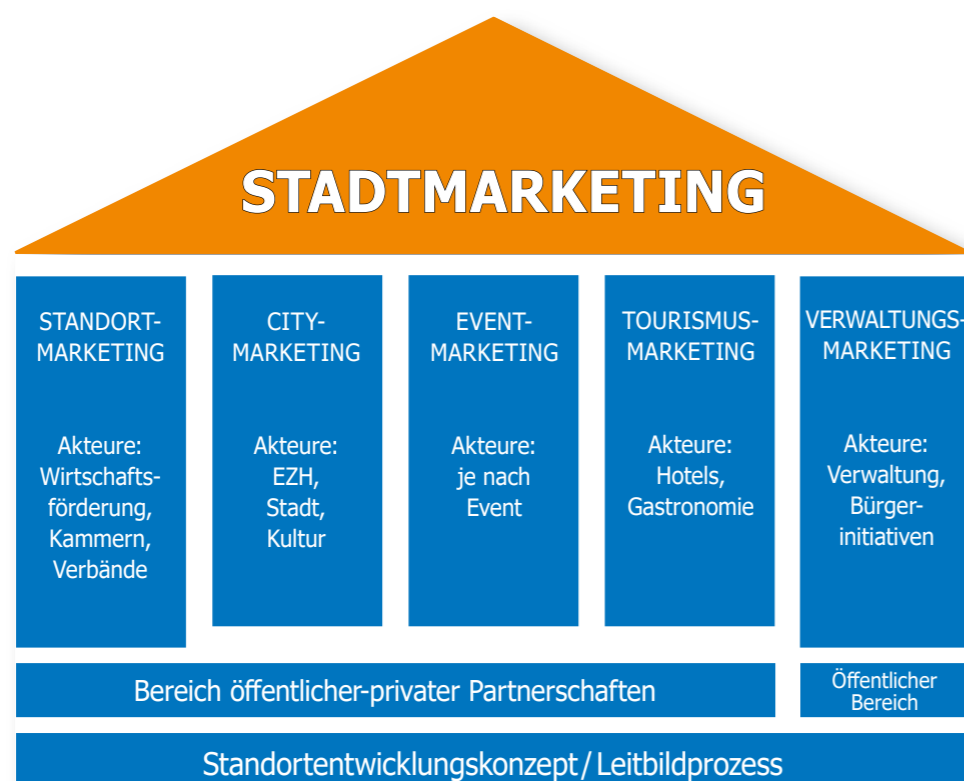 STADTMARKETING
STANDORT-
MARKETING
Akteure:
Wirtschafts-
förderung,
Kammern,
Verbände
CITY-
MARKETING
Akteure:
EZH,
Stadt,
Kultur
EVENT-
MARKETING
Akteure:
je nach
Event
TOURISMUS-
MARKETING
Akteure:
Hotels,
Gastronomie
VERWALTUNGS-
MARKETING
Akteure:
Verwaltung,
Bürger-
initiativen
Bereich öffentlicher-privater Partnerschaften
Öffentlicher
Bereich
Standortentwicklungskonzept / Leitbildprozess